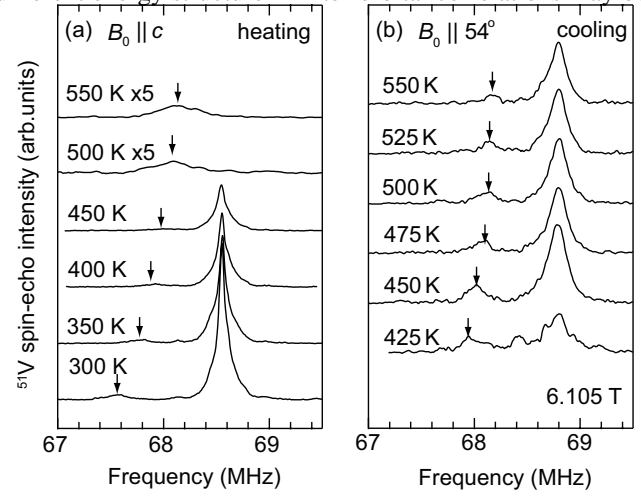 (a) B₀ || c heating
550 K x5
500 K x5
450 K
400 K
350 K
300 K
67 68 69
Frequency (MHz)
⁵¹V spin-echo intensity (arb.units)
(b) B₀ || 54° cooling
550 K
525 K
500 K
475 K
450 K
425 K
6.105 T
67 68 69
Frequency (MHz)